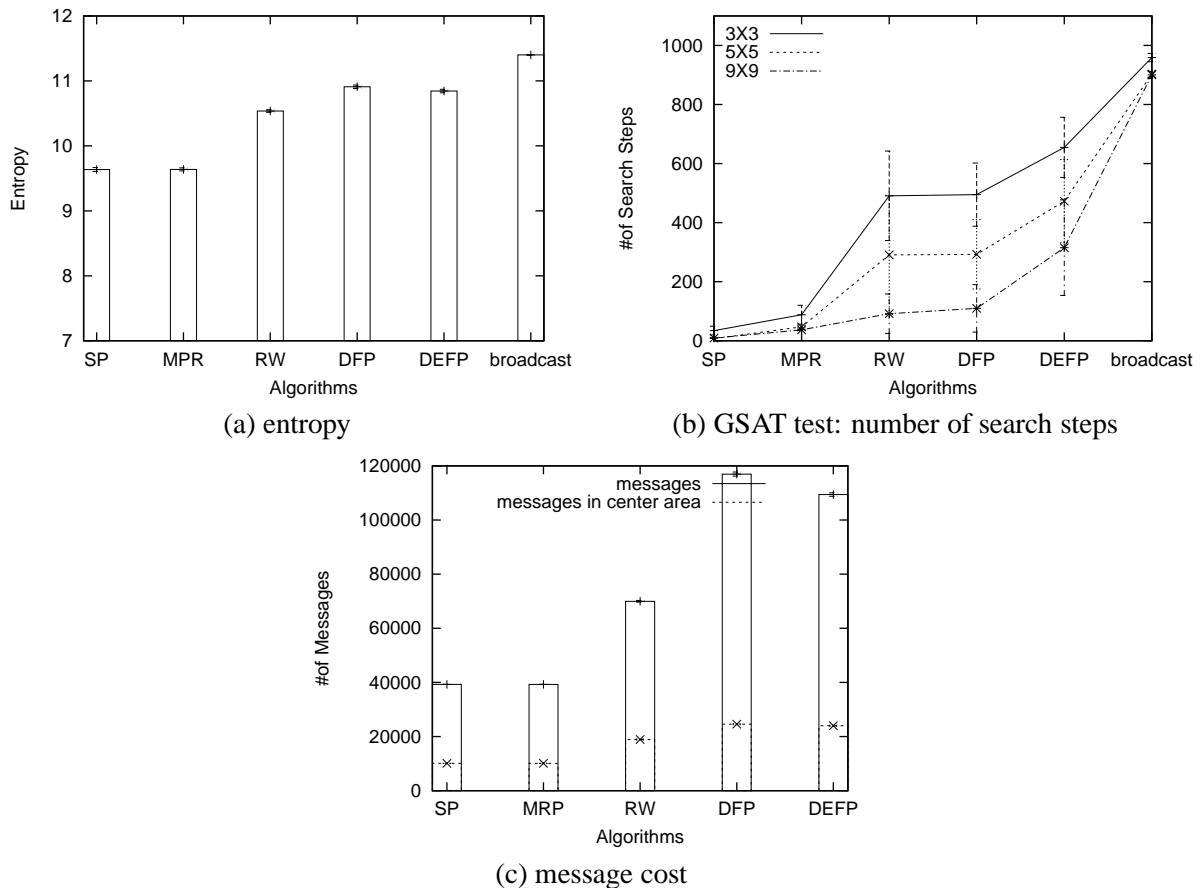 12
11
10
9
8
7
Entropy
SP MPR RW DFP DEFP broadcast
Algorithms
(a) entropy
3X3
5X5
9X9
1000
800
600
400
200
0
#of Search Steps
SP MPR RW DFP DEFP broadcast
Algorithms
(b) GSAT test: number of search steps
messages
messages in center area
120000
100000
80000
60000
40000
20000
0
#of Messages
SP MRP RW DFP DEFP
Algorithms
(c) message cost